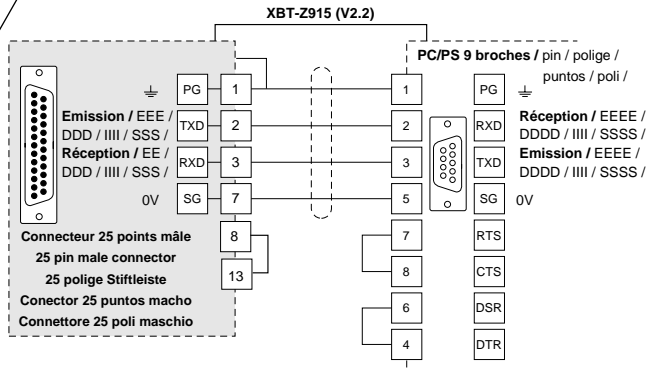 XBT-Z915 (V2.2)
PC/PS 9 broches / pin / polige /
puntos / poli /
PG 1
Emission / EEE /
DDD / IIII / SSS /
TXD 2
Réception / EE /
DDD / IIII / SSS /
RXD 3
0V SG 7
Connecteur 25 points mâle
25 pin male connector
25 polige Stiftleiste
Conector 25 puntos macho
Connettore 25 poli maschio
8
13
1 PG
2 RXD
Réception / EEEE /
DDDD / IIII / SSSS /
3 TXD
Emission / EEEE /
DDDD / IIII / SSSS /
5 SG 0V
7 RTS
8 CTS
6 DSR
4 DTR